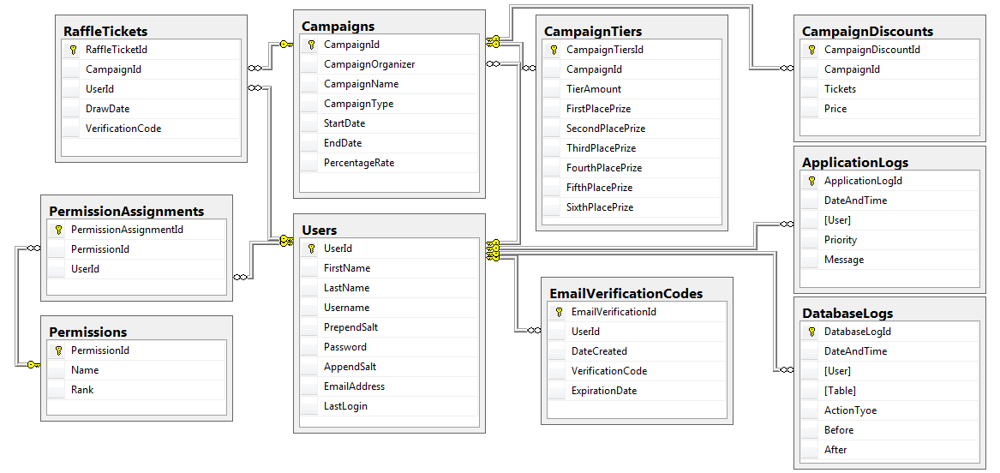 RaffleTickets
RaffleTicketId
CampaignId
UserId
DrawDate
VerificationCode
Campaigns
CampaignId
CampaignOrganizer
CampaignName
CampaignType
StartDate
EndDate
PercentageRate
CampaignTiers
CampaignTiersId
CampaignId
TierAmount
FirstPlacePrize
SecondPlacePrize
ThirdPlacePrize
FourthPlacePrize
FifthPlacePrize
SixthPlacePrize
CampaignDiscounts
CampaignDiscountId
CampaignId
Tickets
Price
PermissionAssignments
PermissionAssignmentId
PermissionId
UserId
Permissions
PermissionId
Name
Rank
Users
UserId
FirstName
LastName
Username
PrependSalt
Password
AppendSalt
EmailAddress
LastLogin
EmailVerificationCodes
EmailVerificationId
UserId
DateCreated
VerificationCode
ExpirationDate
ApplicationLogs
ApplicationLogId
DateAndTime
[User]
Priority
Message
DatabaseLogs
DatabaseLogId
DateAndTime
[User]
[Table]
ActionTyoe
Before
After